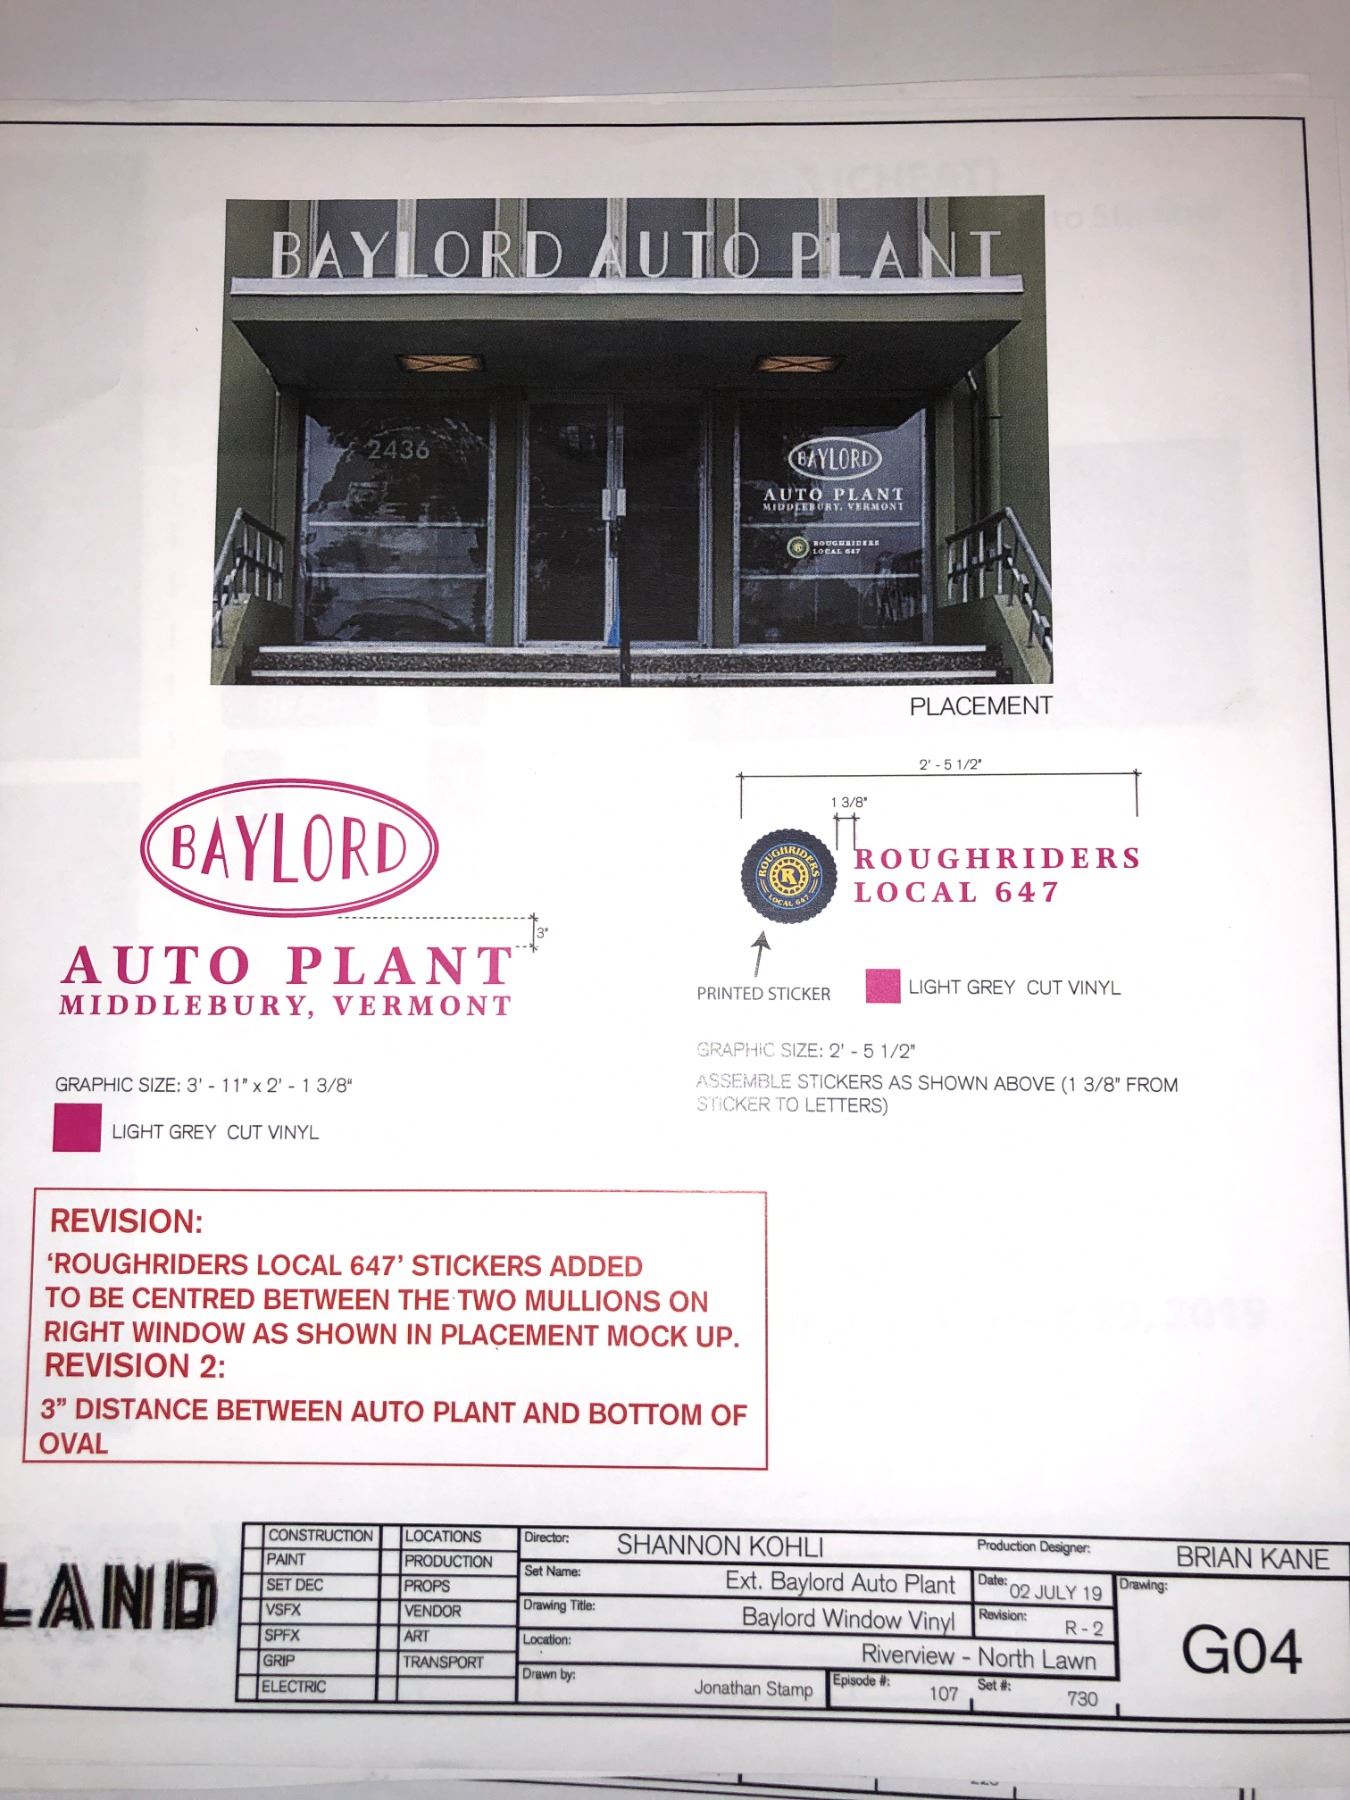 BAYLORD AUTO PLANT
2436
BAYLORD
AUTO PLANT
MIDDLEBURY, VERMONT
ROUGHRIDERS
LOCAL 647
PLACEMENT
BAYLORD
3"
AUTO PLANT
MIDDLEBURY, VERMONT
GRAPHIC SIZE: 3' - 11" x 2' - 1 3/8"
LIGHT GREY CUT VINYL
2' - 5 1/2"
1 3/8"
ROUGHRIDERS
R
LOCAL 647
ROUGHRIDERS
LOCAL 647
PRINTED STICKER
LIGHT GREY CUT VINYL
GRAPHIC SIZE: 2' - 5 1/2"
ASSEMBLE STICKERS AS SHOWN ABOVE (1 3/8" FROM
STICKER TO LETTERS)
REVISION:
‘ROUGHRIDERS LOCAL 647’ STICKERS ADDED
TO BE CENTRED BETWEEN THE TWO MULLIONS ON
RIGHT WINDOW AS SHOWN IN PLACEMENT MOCK UP.
REVISION 2:
3” DISTANCE BETWEEN AUTO PLANT AND BOTTOM OF
OVAL
LAND
CONSTRUCTION
PAINT
SET DEC
VSFX
SPFX
GRIP
ELECTRIC
LOCATIONS
PRODUCTION
PROPS
VENDOR
ART
TRANSPORT
Director: SHANNON KOHLI
Production Designer: BRIAN KANE
Set Name: Ext. Baylord Auto Plant
Date: 02 JULY 19
Drawing Title: Baylord Window Vinyl
Revision: R - 2
Location: Riverview - North Lawn
Drawn by: Jonathan Stamp
Episode #: 107
Set #: 730
Drawing:
G04